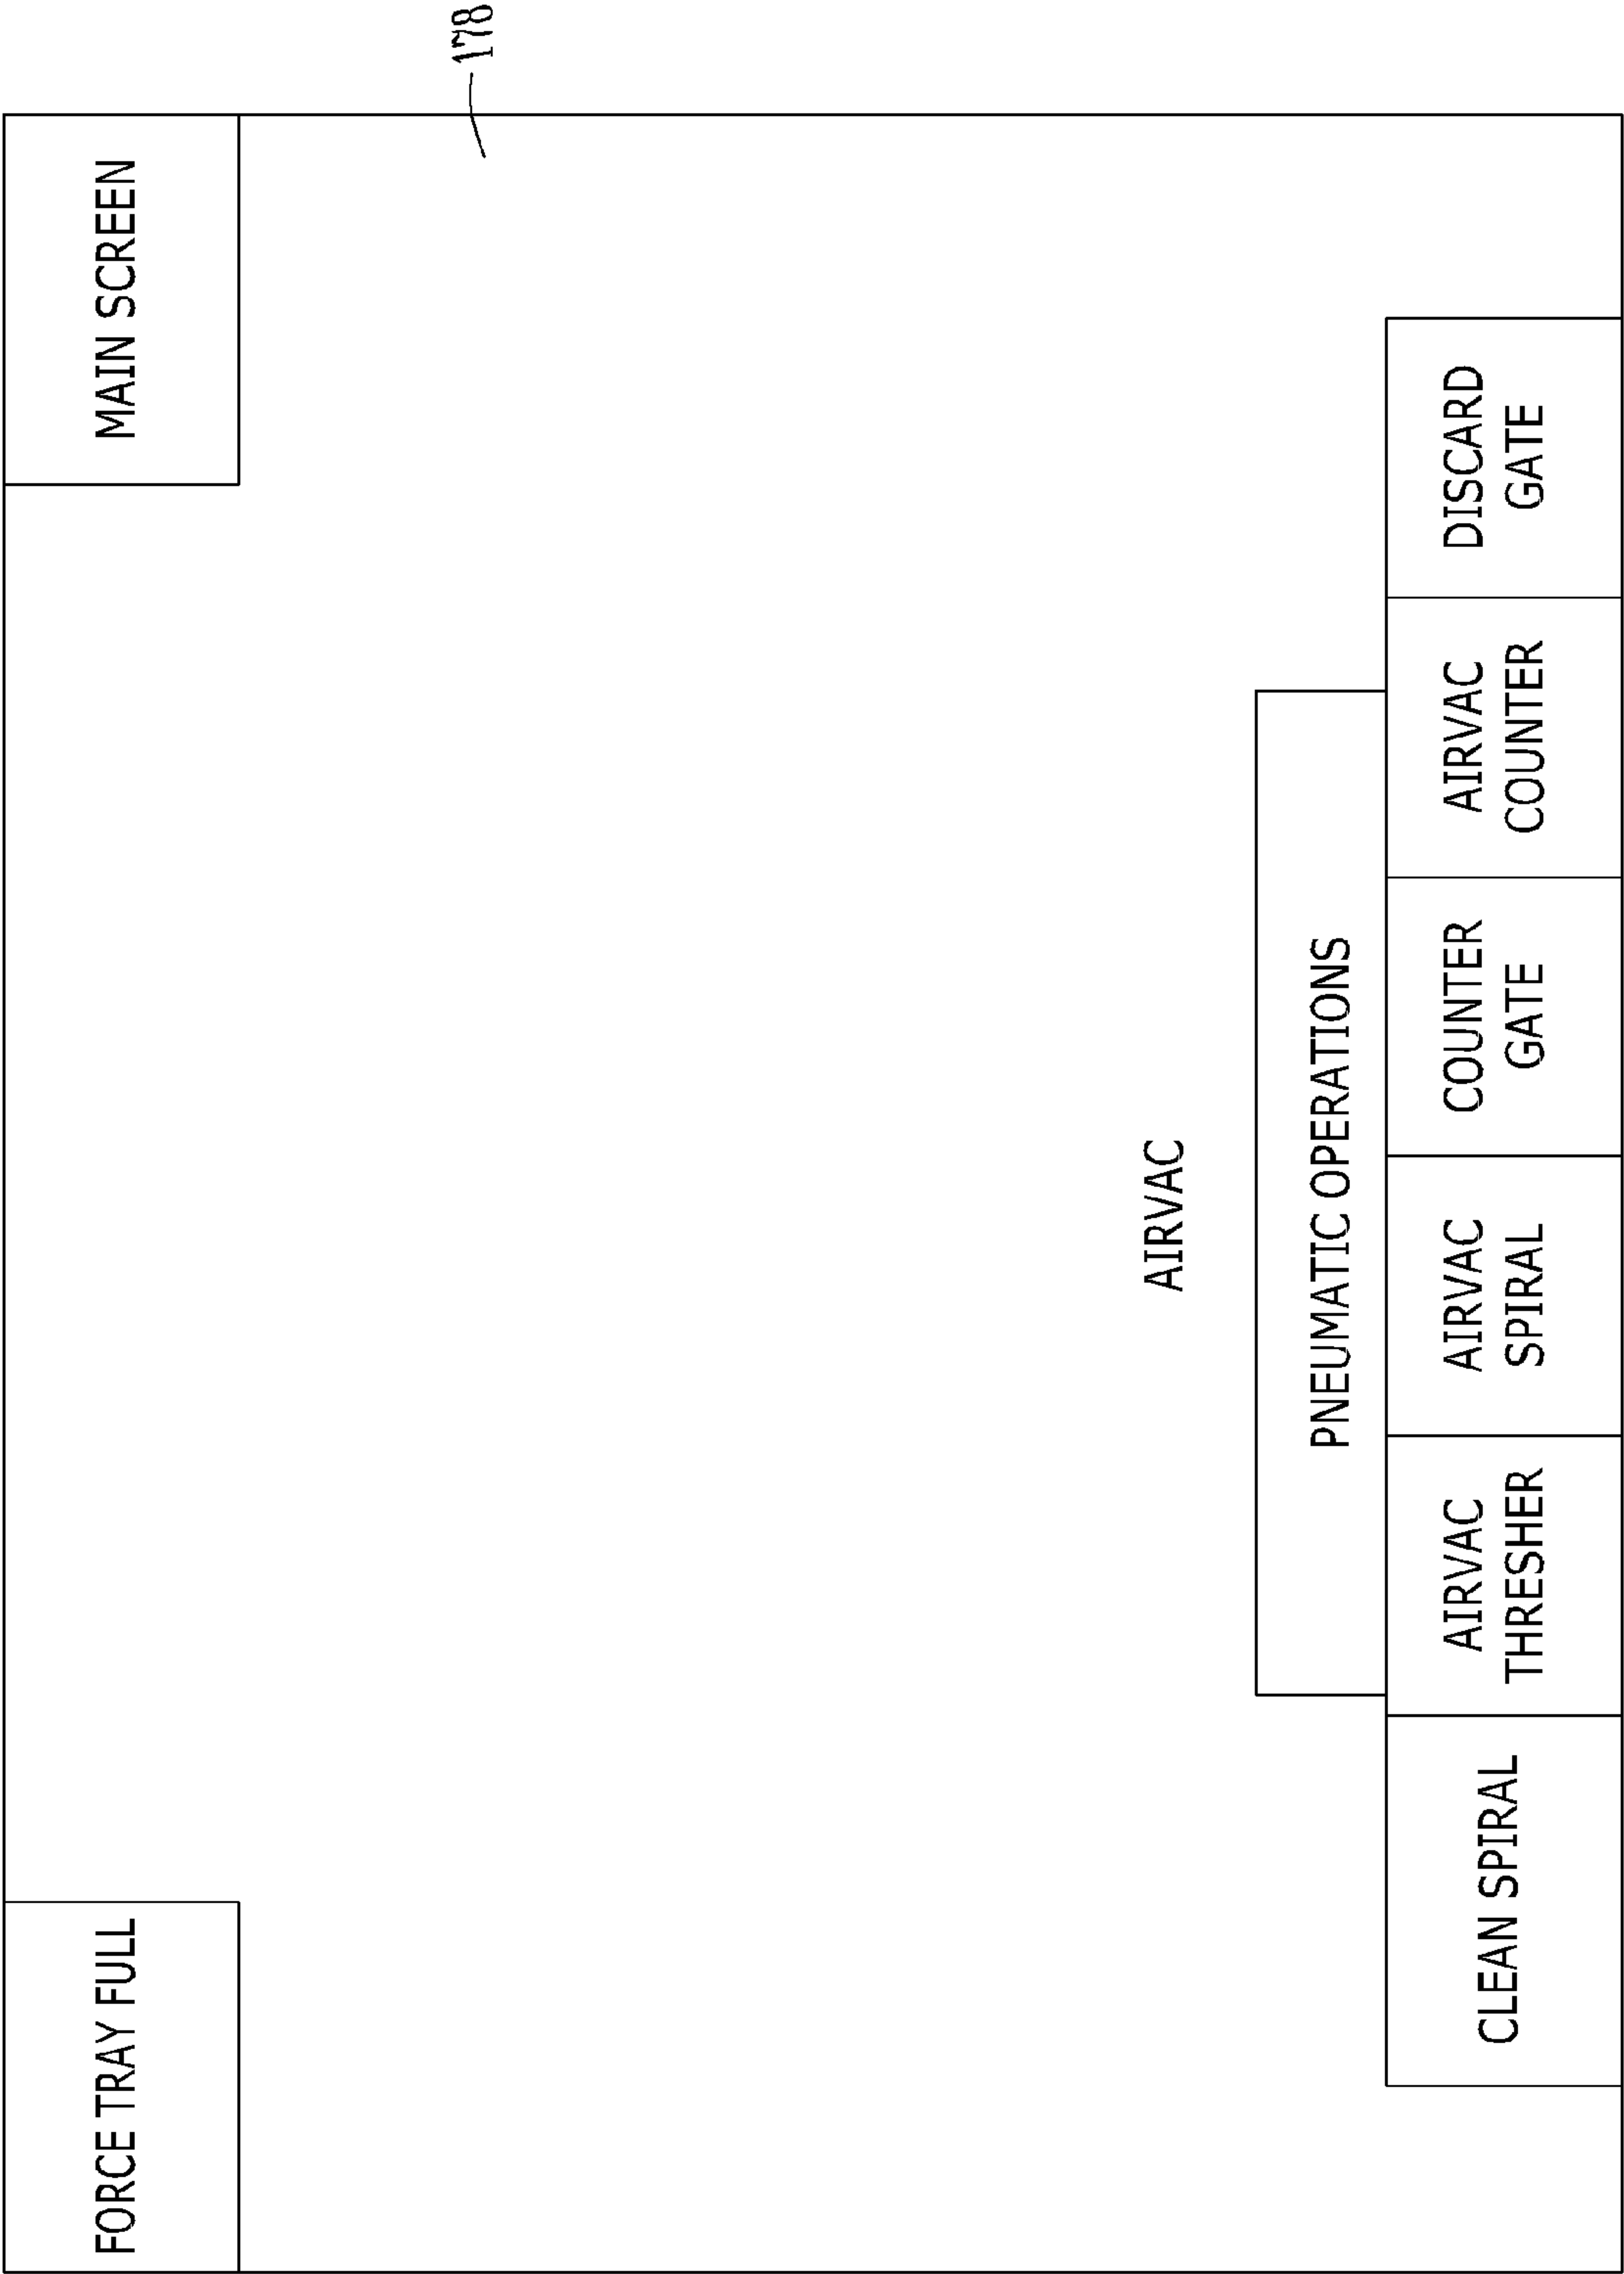 FORCE TRAY FULL
MAIN SCREEN
178
AIRVAC
PNEUMATIC OPERATIONS
CLEAN SPIRAL
AIRVAC
THRESHER
AIRVAC
SPIRAL
COUNTER
GATE
AIRVAC
COUNTER
DISCARD
GATE